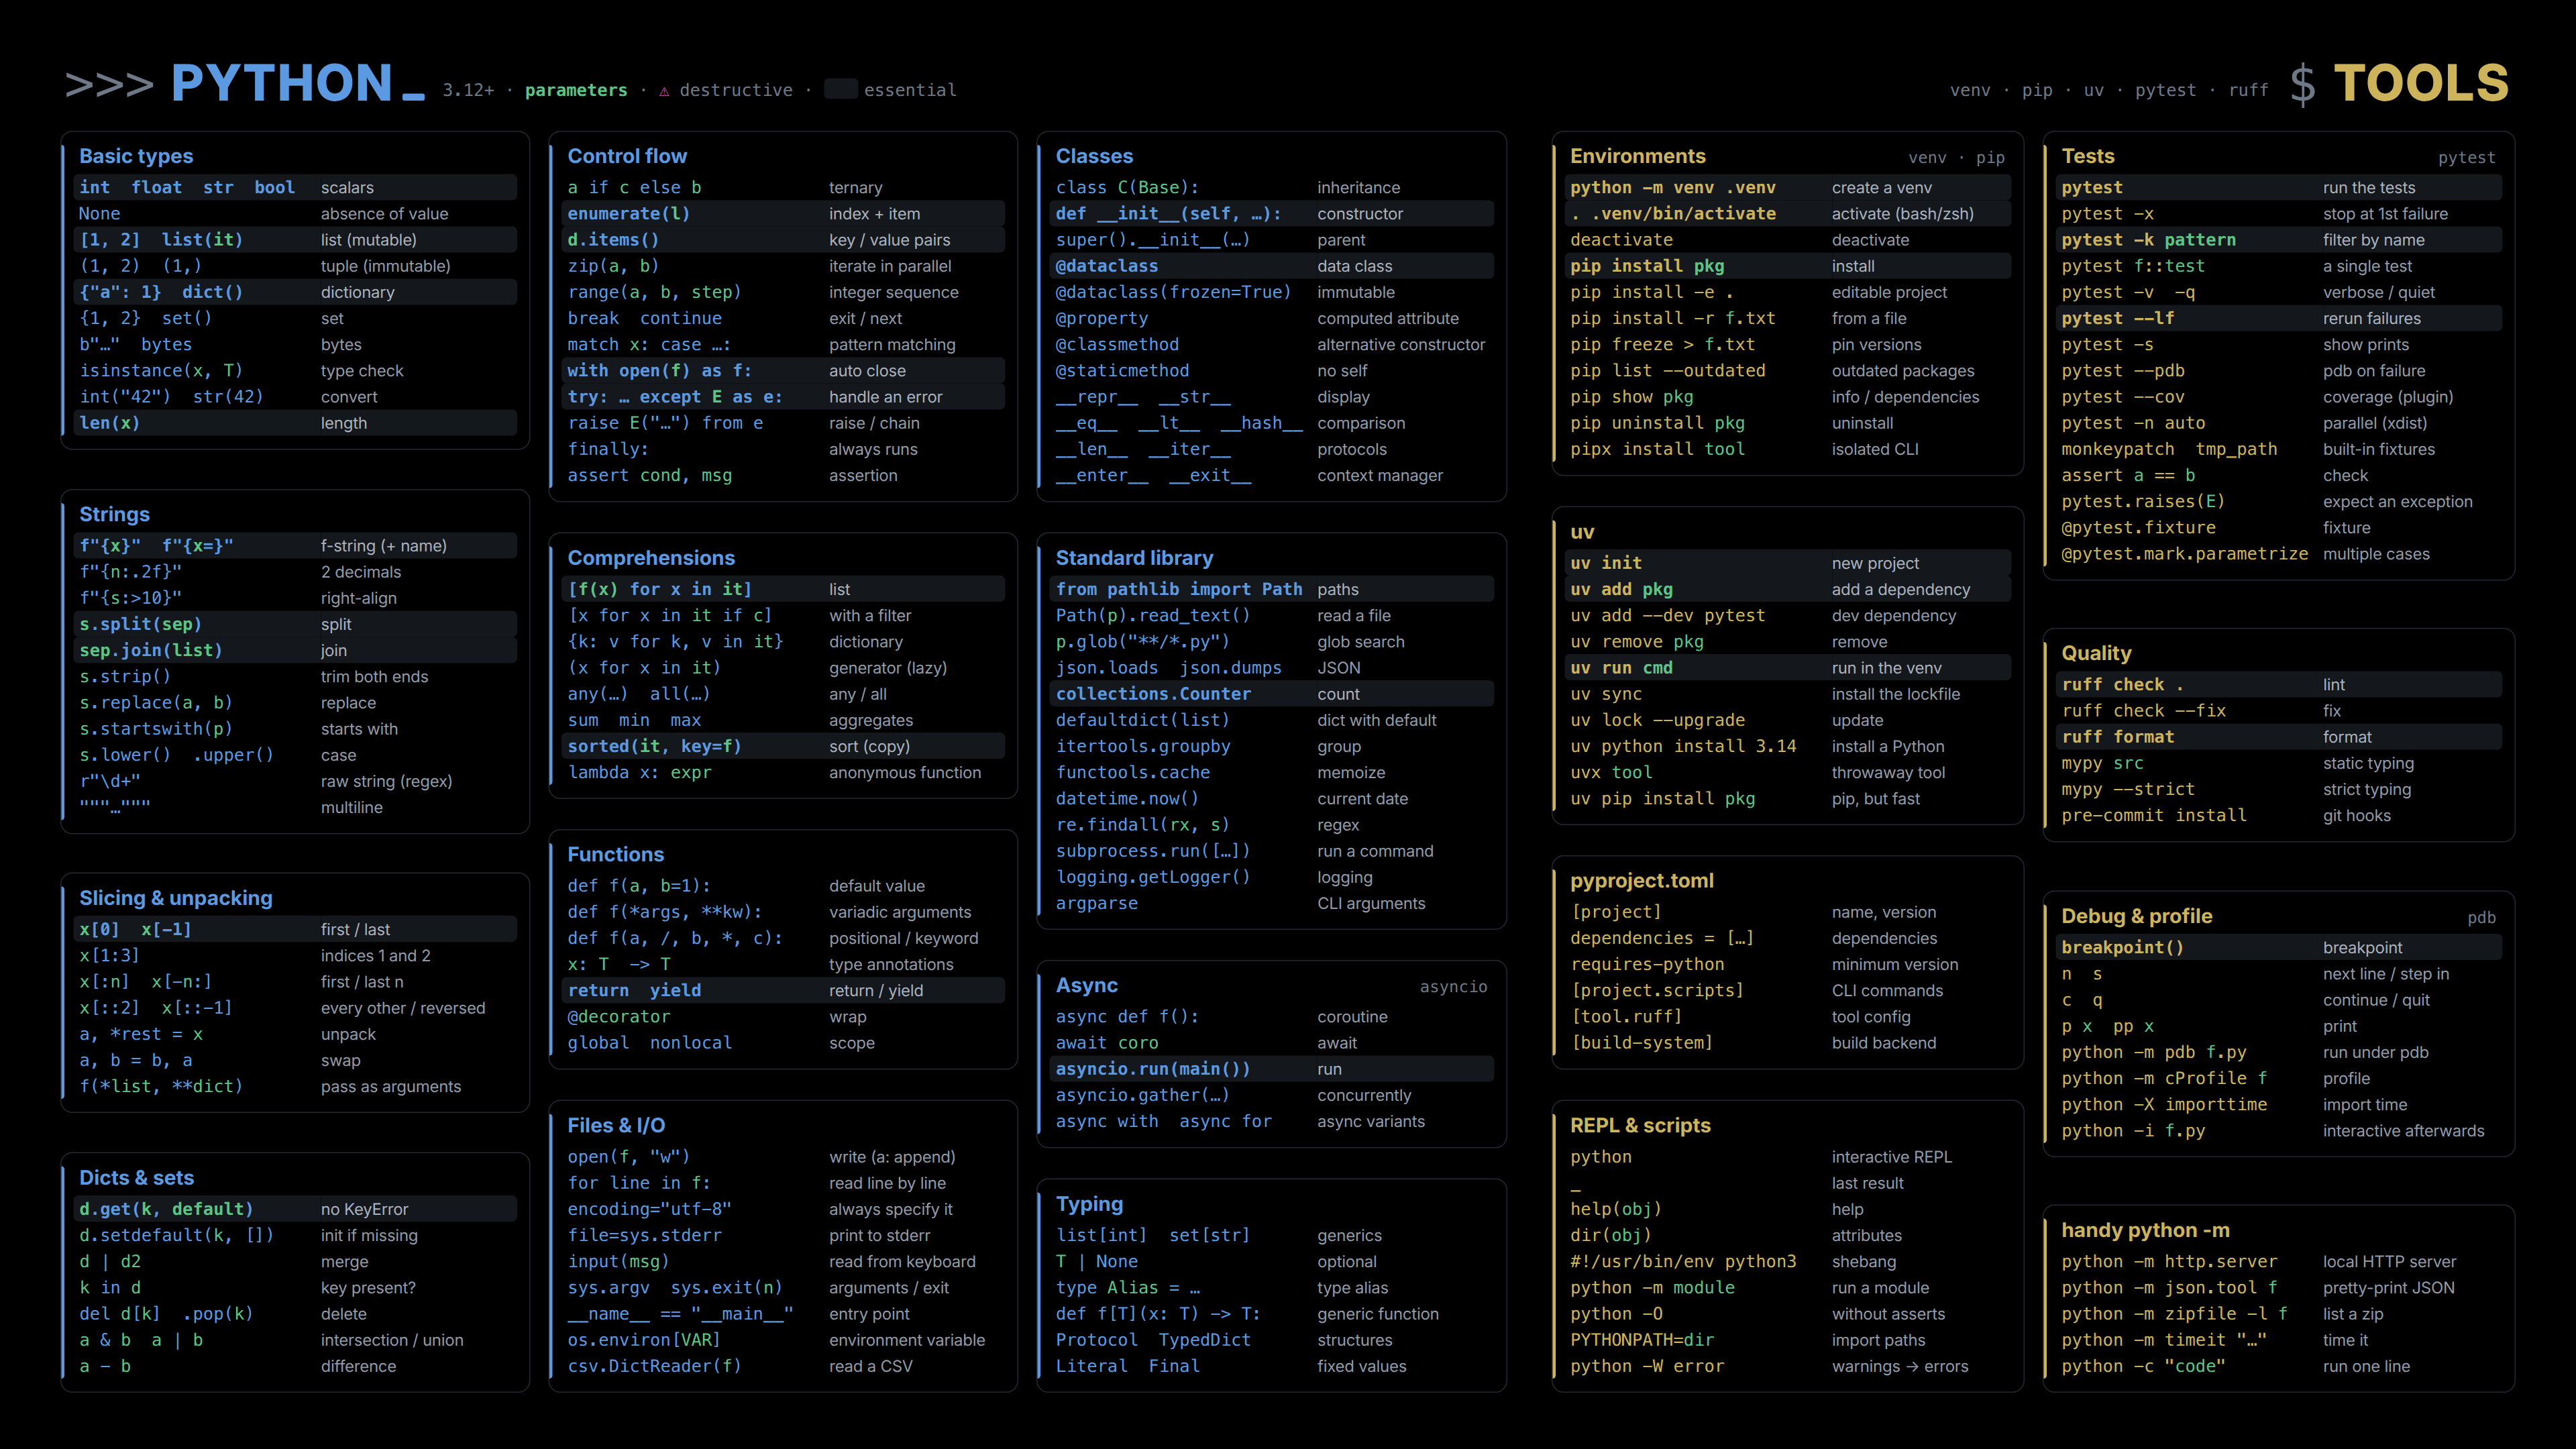 >>> PYTHON_ 3.12+ · parameters · ⚠ destructive · essential
venv · pip · uv · pytest · ruff $ TOOLS
Basic types
int float str bool scalars
None absence of value
[1, 2] list(it) list (mutable)
(1, 2) (1,) tuple (immutable)
{"a": 1} dict() dictionary
{1, 2} set() set
b"…" bytes bytes
isinstance(x, T) type check
int("42") str(42) convert
len(x) length
Strings
f"{x}" f"{x=}" f-string (+ name)
f"{n:.2f}" 2 decimals
f"{s:>10}" right-align
s.split(sep) split
sep.join(list) join
s.strip() trim both ends
s.replace(a, b) replace
s.startswith(p) starts with
s.lower() .upper() case
r"\d+" raw string (regex)
"""…""" multiline
Slicing & unpacking
x[0] x[-1] first / last
x[1:3] indices 1 and 2
x[:n] x[-n:] first / last n
x[::2] x[::-1] every other / reversed
a, *rest = x unpack
a, b = b, a swap
f(*list, **dict) pass as arguments
Dicts & sets
d.get(k, default) no KeyError
d.setdefault(k, []) init if missing
d | d2 merge
k in d key present?
del d[k] .pop(k) delete
a & b a | b intersection / union
a - b difference
Control flow
a if c else b ternary
enumerate(l) index + item
d.items() key / value pairs
zip(a, b) iterate in parallel
range(a, b, step) integer sequence
break continue exit / next
match x: case …: pattern matching
with open(f) as f: auto close
try: … except E as e: handle an error
raise E("…") from e raise / chain
finally: always runs
assert cond, msg assertion
Comprehensions
[f(x) for x in it] list
[x for x in it if c] with a filter
{k: v for k, v in it} dictionary
(x for x in it) generator (lazy)
any(…) all(…) any / all
sum min max aggregates
sorted(it, key=f) sort (copy)
lambda x: expr anonymous function
Functions
def f(a, b=1): default value
def f(*args, **kw): variadic arguments
def f(a, /, b, *, c): positional / keyword
x: T -> T type annotations
return yield return / yield
@decorator wrap
global nonlocal scope
Files & I/O
open(f, "w") write (a: append)
for line in f: read line by line
encoding="utf-8" always specify it
file=sys.stderr print to stderr
input(msg) read from keyboard
sys.argv sys.exit(n) arguments / exit
__name__ == "__main__" entry point
os.environ[VAR] environment variable
csv.DictReader(f) read a CSV
Classes
class C(Base): inheritance
def __init__(self, …): constructor
super().__init__(…) parent
@dataclass data class
@dataclass(frozen=True) immutable
@property computed attribute
@classmethod alternative constructor
@staticmethod no self
__repr__ __str__ display
__eq__ __lt__ __hash__ comparison
__len__ __iter__ protocols
__enter__ __exit__ context manager
Standard library
from pathlib import Path paths
Path(p).read_text() read a file
p.glob("**/*.py") glob search
json.loads json.dumps JSON
collections.Counter count
defaultdict(list) dict with default
itertools.groupby group
functools.cache memoize
datetime.now() current date
re.findall(rx, s) regex
subprocess.run([…]) run a command
logging.getLogger() logging
argparse CLI arguments
Async asyncio
async def f(): coroutine
await coro await
asyncio.run(main()) run
asyncio.gather(…) concurrently
async with async for async variants
Typing
list[int] set[str] generics
T | None optional
type Alias = … type alias
def f[T](x: T) -> T: generic function
Protocol TypedDict structures
Literal Final fixed values
Environments venv · pip
python -m venv .venv create a venv
. .venv/bin/activate activate (bash/zsh)
deactivate deactivate
pip install pkg install
pip install -e . editable project
pip install -r f.txt from a file
pip freeze > f.txt pin versions
pip list --outdated outdated packages
pip show pkg info / dependencies
pip uninstall pkg uninstall
pipx install tool isolated CLI
uv
uv init new project
uv add pkg add a dependency
uv add --dev pytest dev dependency
uv remove pkg remove
uv run cmd run in the venv
uv sync install the lockfile
uv lock --upgrade update
uv python install 3.14 install a Python
uvx tool throwaway tool
uv pip install pkg pip, but fast
pyproject.toml
[project] name, version
dependencies = […] dependencies
requires-python minimum version
[project.scripts] CLI commands
[tool.ruff] tool config
[build-system] build backend
REPL & scripts
python interactive REPL
_ last result
help(obj) help
dir(obj) attributes
#!/usr/bin/env python3 shebang
python -m module run a module
python -O without asserts
PYTHONPATH=dir import paths
python -W error warnings → errors
Tests pytest
pytest run the tests
pytest -x stop at 1st failure
pytest -k pattern filter by name
pytest f::test a single test
pytest -v -q verbose / quiet
pytest --lf rerun failures
pytest -s show prints
pytest --pdb pdb on failure
pytest --cov coverage (plugin)
pytest -n auto parallel (xdist)
monkeypatch tmp_path built-in fixtures
assert a == b check
pytest.raises(E) expect an exception
@pytest.fixture fixture
@pytest.mark.parametrize multiple cases
Quality
ruff check . lint
ruff check --fix fix
ruff format format
mypy src static typing
mypy --strict strict typing
pre-commit install git hooks
Debug & profile pdb
breakpoint() breakpoint
n s next line / step in
c q continue / quit
p x pp x print
python -m pdb f.py run under pdb
python -m cProfile f profile
python -X importtime import time
python -i f.py interactive afterwards
handy python -m
python -m http.server local HTTP server
python -m json.tool f pretty-print JSON
python -m zipfile -l f list a zip
python -m timeit "…" time it
python -c "code" run one line